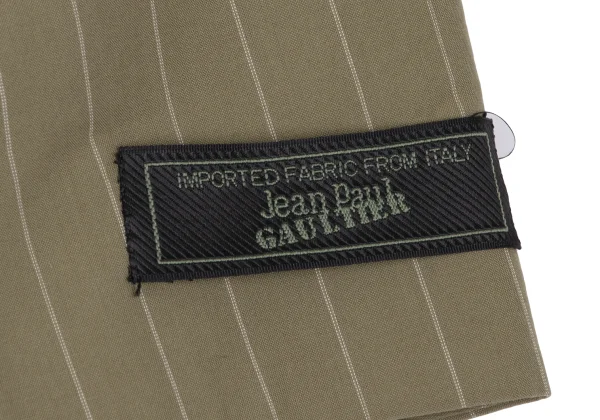 IMPORTED FABRIC FROM ITALY
Jean Paul
GAULTIER